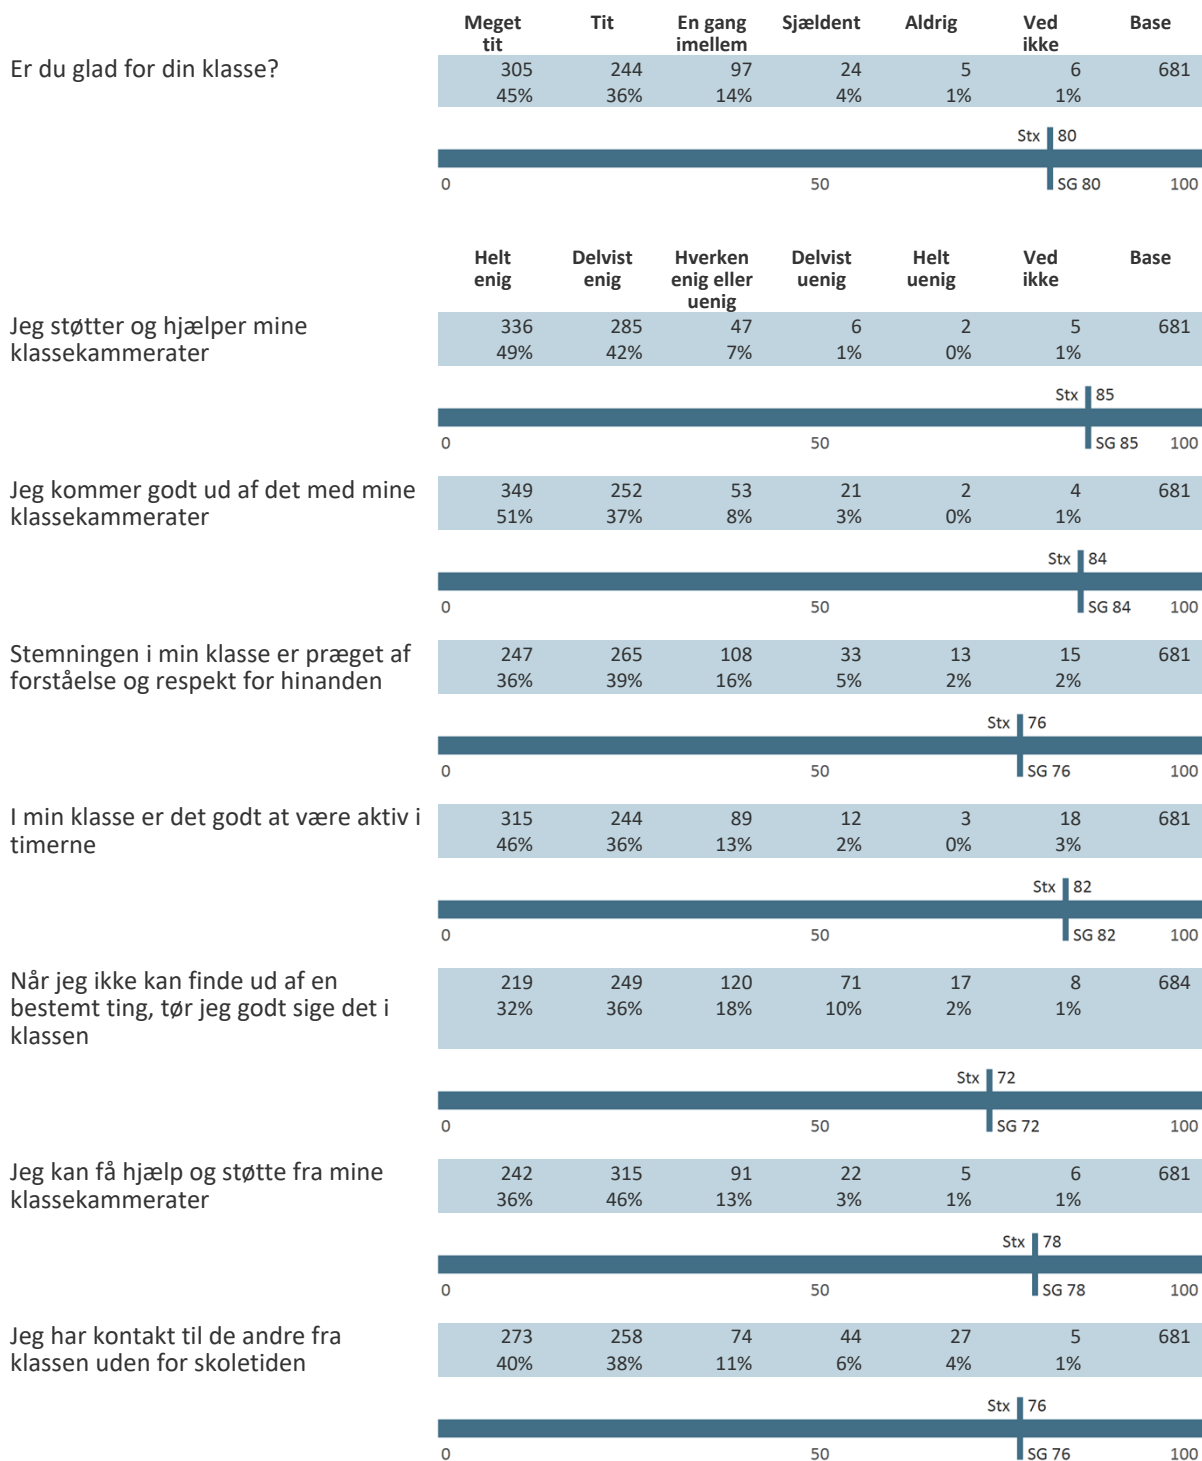 Meget tit Tit En gang imellem Sjældent Aldrig Ved ikke Base
Er du glad for din klasse? 305 244 97 24 5 6 681
45% 36% 14% 4% 1% 1%
Stx 80
0 50 SG 80 100
Helt enig Delvist enig Hverken enig eller uenig Delvist uenig Helt uenig Ved ikke Base
Jeg støtter og hjælper mine 336 285 47 6 2 5 681
klassekammerater 49% 42% 7% 1% 0% 1%
Stx 85
0 50 SG 85 100
Jeg kommer godt ud af det med mine 349 252 53 21 2 4 681
klassekammerater 51% 37% 8% 3% 0% 1%
Stx 84
0 50 SG 84 100
Stemningen i min klasse er præget af 247 265 108 33 13 15 681
forståelse og respekt for hinanden 36% 39% 16% 5% 2% 2%
Stx 76
0 50 SG 76 100
I min klasse er det godt at være aktiv i 315 244 89 12 3 18 681
timerne 46% 36% 13% 2% 0% 3%
Stx 82
0 50 SG 82 100
Når jeg ikke kan finde ud af en 219 249 120 71 17 8 684
bestemt ting, tør jeg godt sige det i 32% 36% 18% 10% 2% 1%
klassen
Stx 72
0 50 SG 72 100
Jeg kan få hjælp og støtte fra mine 242 315 91 22 5 6 681
klassekammerater 36% 46% 13% 3% 1% 1%
Stx 78
0 50 SG 78 100
Jeg har kontakt til de andre fra 273 258 74 44 27 5 681
klassen uden for skoletiden 40% 38% 11% 6% 4% 1%
Stx 76
0 50 SG 76 100